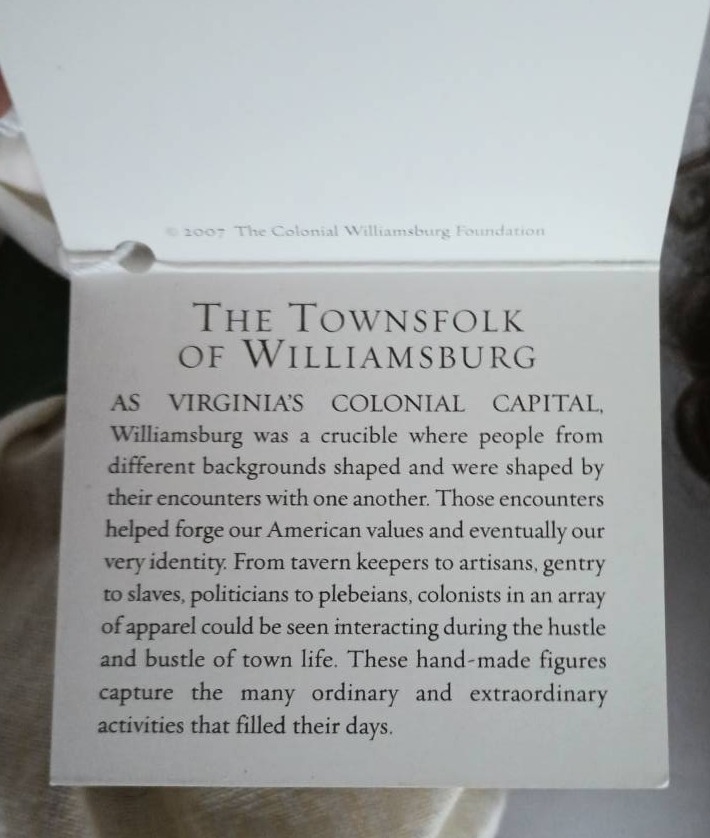 © 2007 The Colonial Williamsburg Foundation
THE TOWNSFOLK
OF WILLIAMSBURG
AS VIRGINIA'S COLONIAL CAPITAL,
Williamsburg was a crucible where people from
different backgrounds shaped and were shaped by
their encounters with one another. Those encounters
helped forge our American values and eventually our
very identity. From tavern keepers to artisans, gentry
to slaves, politicians to plebeians, colonists in an array
of apparel could be seen interacting during the hustle
and bustle of town life. These hand-made figures
capture the many ordinary and extraordinary
activities that filled their days.